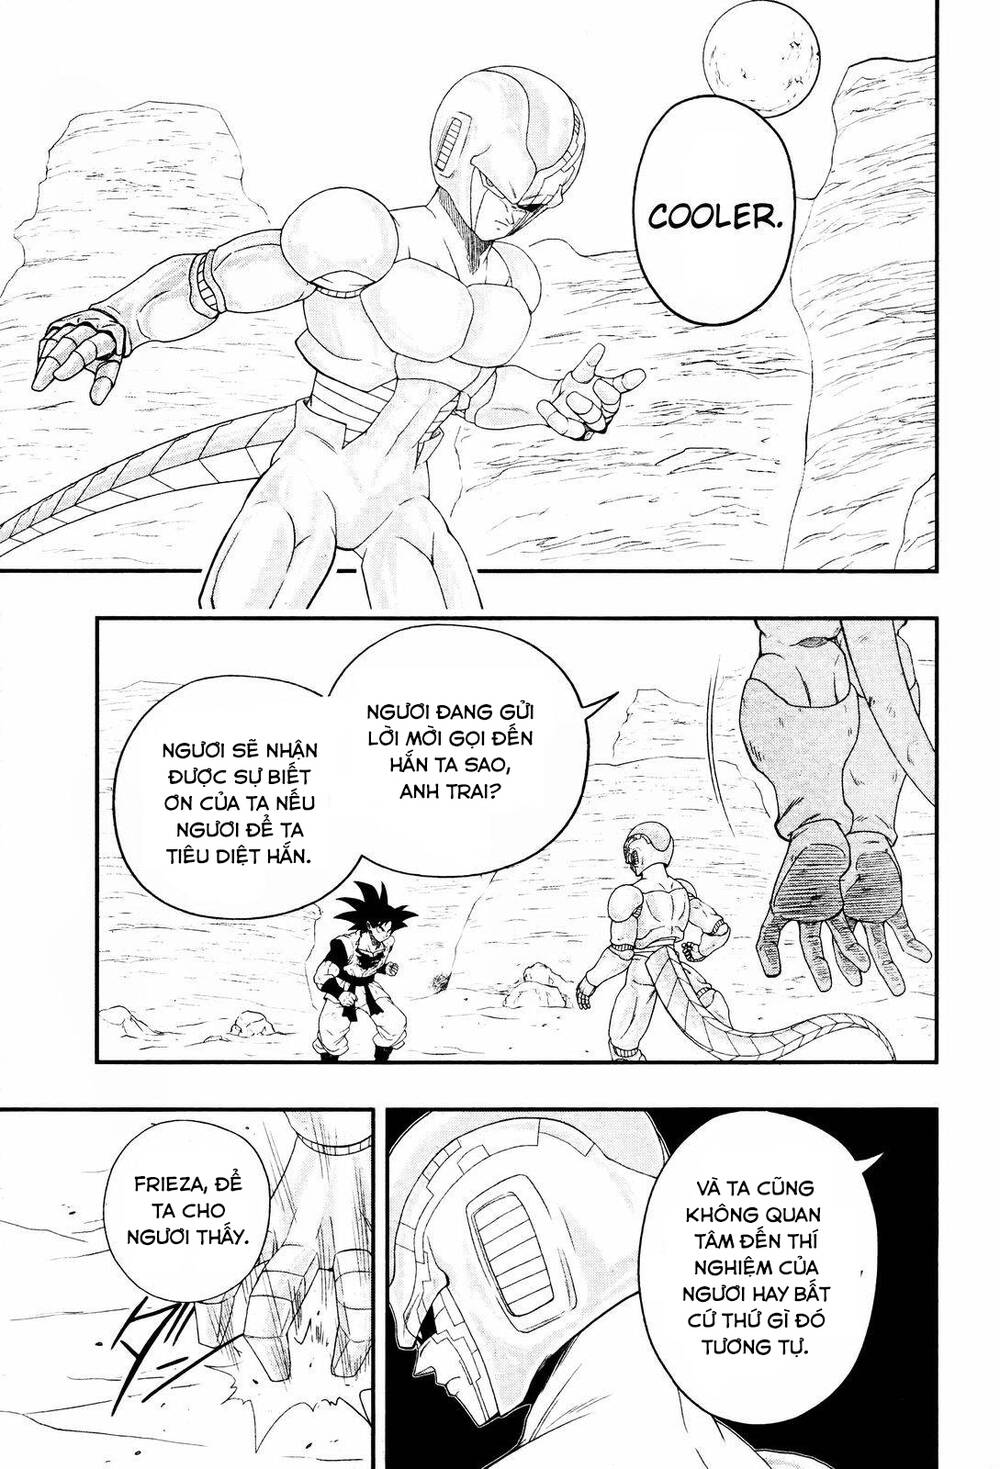 COOLER.
NGƯƠI ĐANG GỬI
LỜI MỜI GỌI ĐẾN
HẮN TA SAO,
ANH TRAI?
NGƯƠI SẼ NHẬN
ĐƯỢC SỰ BIẾT
ƠN CỦA TA NẾU
NGƯƠI ĐỂ TA
TIÊU DIỆT HẮN.
VÀ TA CŨNG
KHÔNG QUAN
TÂM ĐẾN THÍ
NGHIỆM CỦA
NGƯƠI HAY BẤT
CỨ THỨ GÌ ĐÓ
TƯƠNG TỰ.
FRIEZA, ĐỂ
TA CHO
NGƯƠI THẤY.